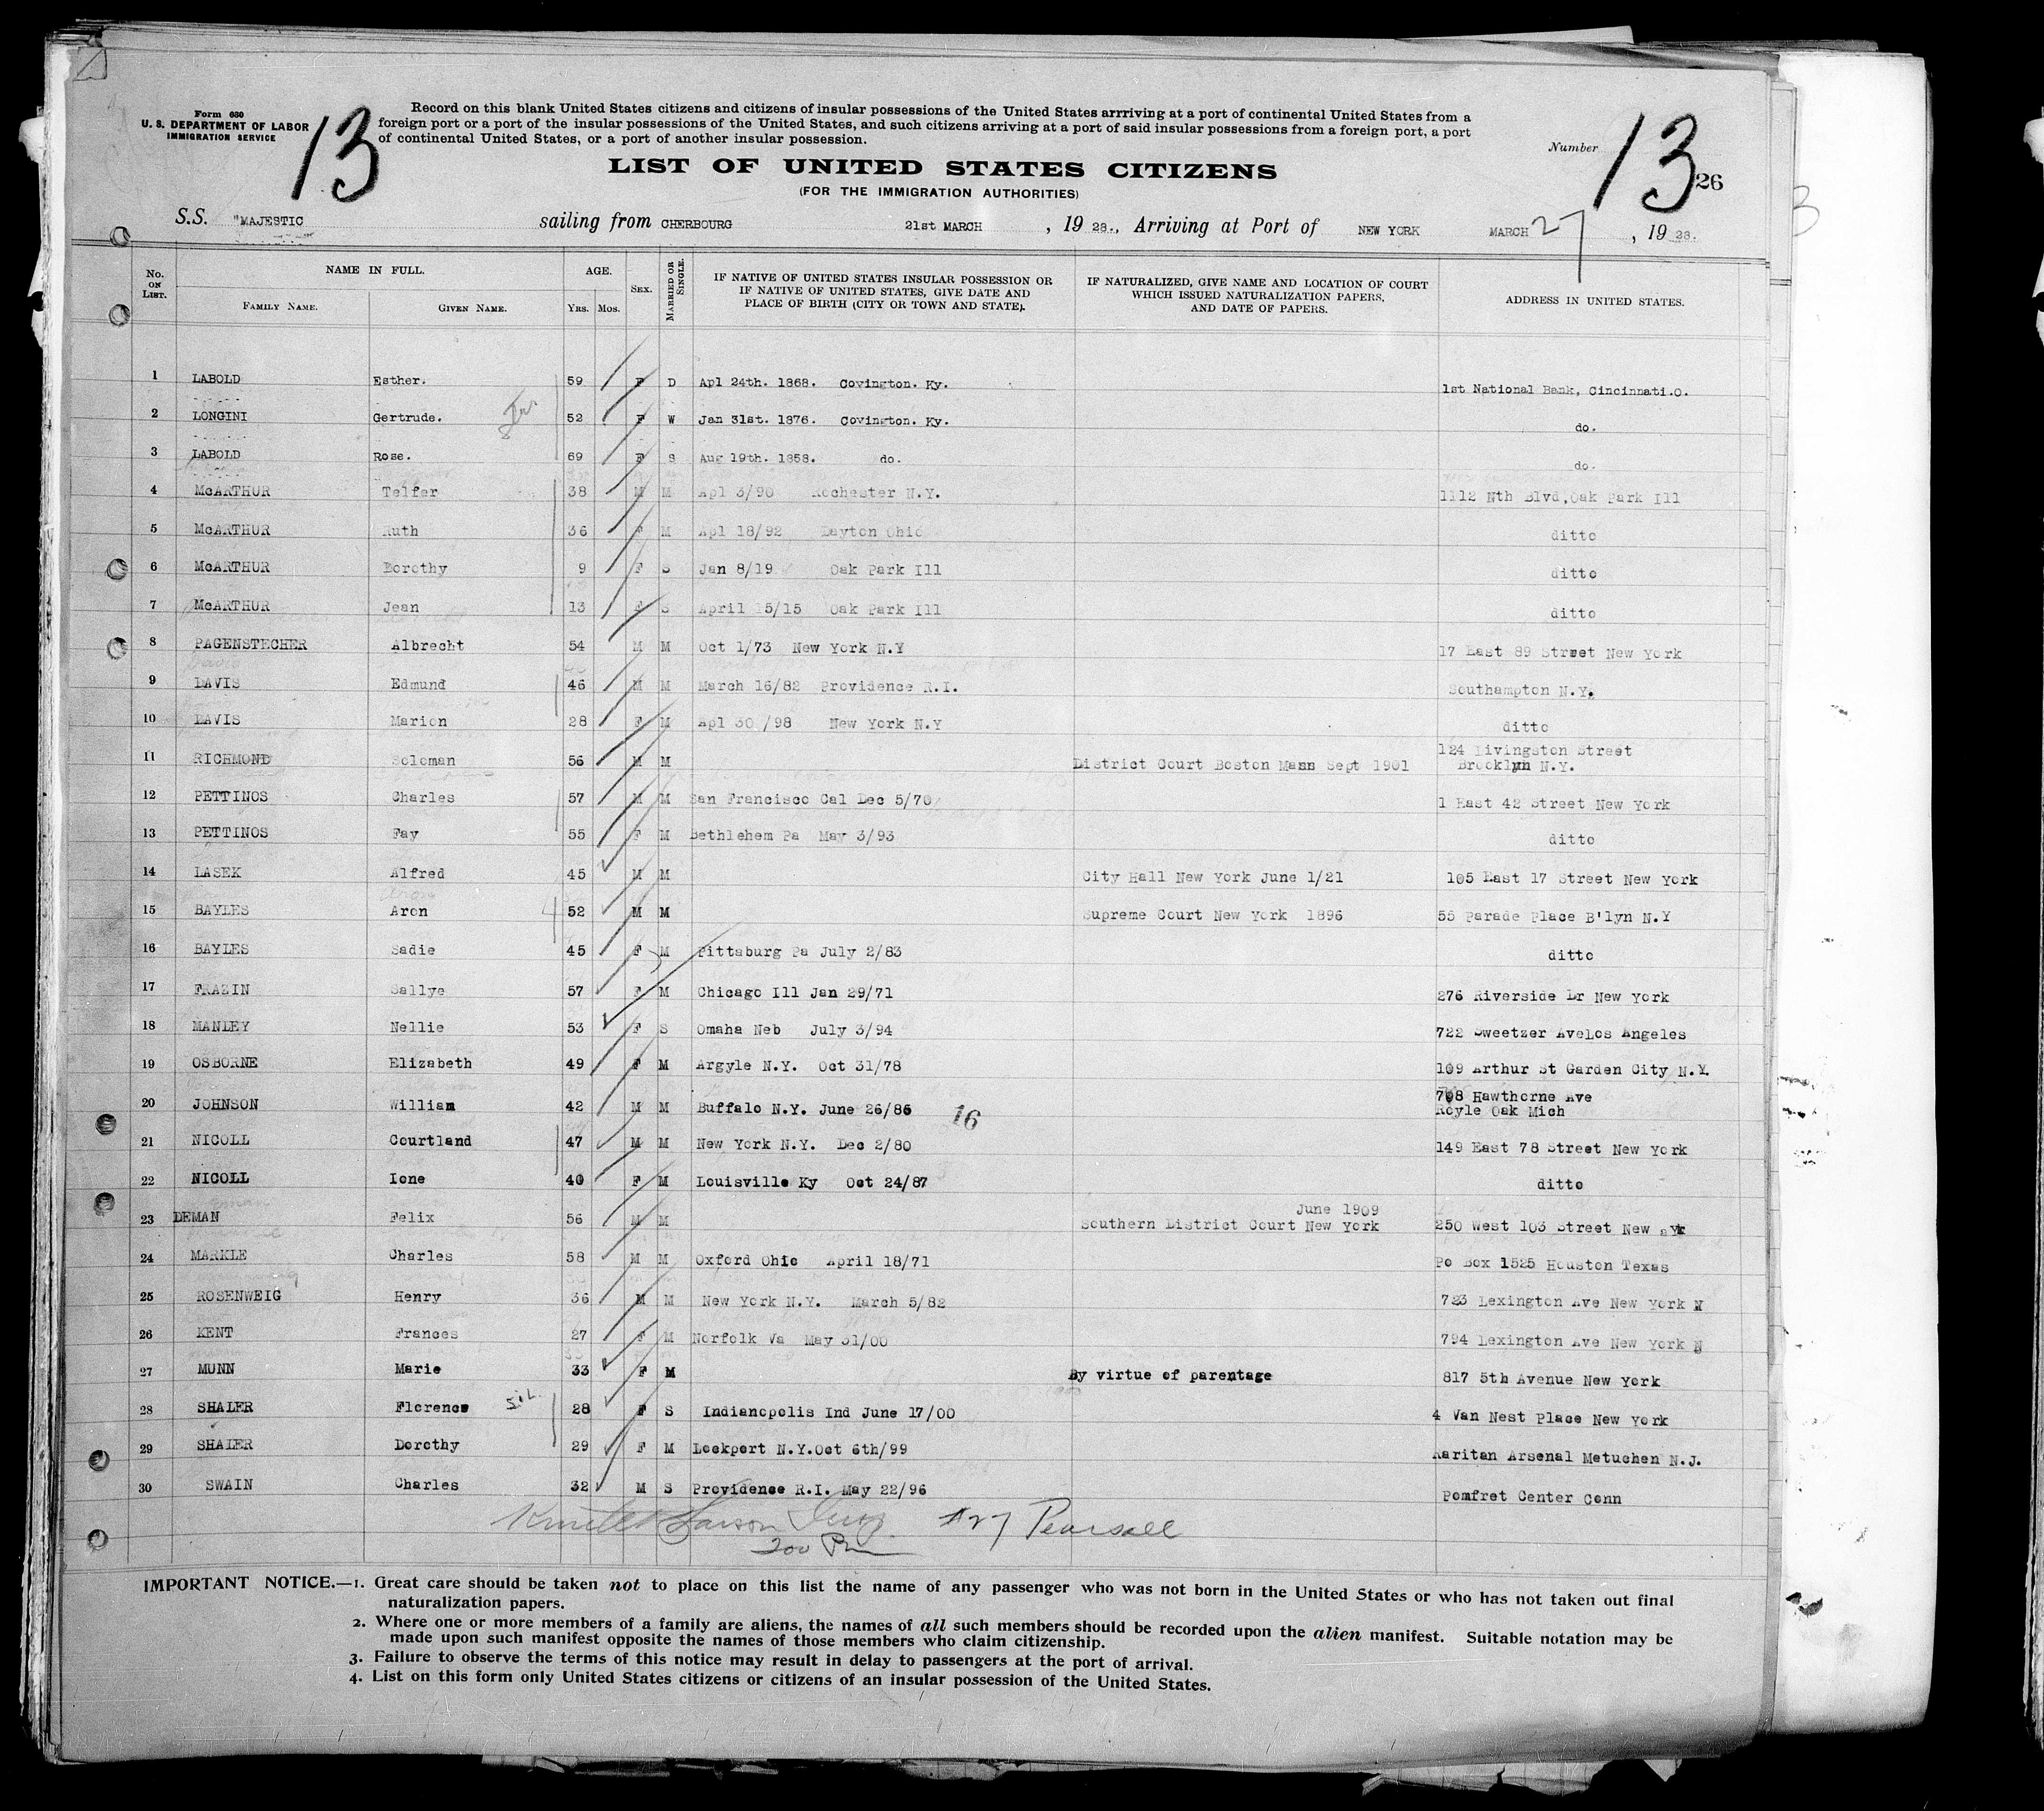 Form 630
U. S. DEPARTMENT OF LABOR
IMMIGRATION SERVICE
13
Record on this blank United States citizens and citizens of insular possessions of the United States arrriving at a port of continental United States from a
foreign port or a port of the insular possessions of the United States, and such citizens arriving at a port of said insular possessions from a foreign port, a port
of continental United States, or a port of another insular possession.
Number
13
26
LIST OF UNITED STATES CITIZENS
(FOR THE IMMIGRATION AUTHORITIES)
S.S. "MAJESTIC sailing from CHERBOURG 21st MARCH , 19 28., Arriving at Port of NEW YORK MARCH 27 , 19 28.
No. ON LIST. NAME IN FULL. FAMILY NAME. GIVEN NAME. AGE. Yrs. Mos. SEX. MARRIED OR SINGLE. IF NATIVE OF UNITED STATES INSULAR POSSESSION OR IF NATIVE OF UNITED STATES, GIVE DATE AND PLACE OF BIRTH (CITY OR TOWN AND STATE). IF NATURALIZED, GIVE NAME AND LOCATION OF COURT WHICH ISSUED NATURALIZATION PAPERS, AND DATE OF PAPERS. ADDRESS IN UNITED STATES.
1 LABOLD Esther. 59 F D Apl 24th. 1868. Covington. Ky. 1st National Bank, Cincinnati.O.
2 LONGINI Gertrude. 52 F W Jan 31st. 1876. Covington. Ky. do.
3 LABOLD Rose. 69 F S Aug 19th. 1858. do. do.
4 McARTHUR Telfer 38 M M Apl 3/90 Rochester N.Y. 1112 Nth Blvd,Oak Park Ill
5 McARTHUR Ruth 36 F M Apl 18/92 Dayton Ohio ditto
6 McARTHUR Dorothy 9 F S Jan 8/19 Oak Park Ill ditto
7 McARTHUR Jean 13 F S April 15/15 Oak Park Ill ditto
8 PAGENSTECHER Albrecht 54 M M Oct 1/73 New York N.Y 17 East 89 Street New York
9 DAVIS Edmund 46 M M March 16/82 Providence R.I. Southampton N.Y.
10 DAVIS Marion 28 F M Apl 30 /98 New York N.Y ditto
11 RICHMOND Soloman 56 M M District Court Boston Mass Sept 1901 124 Livingston Street
Brooklyn N.Y.
12 PETTINOS Charles 57 M M San Francisco Cal Dec 5/70 1 East 42 Street New York
13 PETTINOS Fay 55 F M Bethlehem Pa May 3/93 ditto
14 LASEK Alfred 45 M M City Hall New York June 1/21 105 East 17 Street New York
15 BAYLES Aron 52 M M Supreme Court New York 1896 55 Parade Place B'lyn N.Y
16 BAYLES Sadie 45 F M Pittsburg Pa July 2/83 ditto
17 FRAZIN Sallye 57 F M Chicago Ill Jan 29/71 276 Riverside Dr New York
18 MANLEY Nellie 53 F S Omaha Neb July 3/94 722 Sweetzer AveLos Angeles
19 OSBORNE Elizabeth 49 F M Argyle N.Y. Oct 31/78 109 Arthur St Garden City N.Y.
20 JOHNSON William 42 M M Buffalo N.Y. June 26/86 16 708 Hawthorne Ave
Royle Oak Mich
21 NICOLL Courtland 47 M M New York N.Y. Dec 2/80 149 East 78 Street New York
22 NICOLL Ione 40 F M Louisville Ky Oct 24/87 ditto
23 DEMAN Felix 56 M M June 1909
Southern District Court New York 250 West 103 Street New
24 MARKLE Charles 58 M M Oxford Ohio April 18/71 Po Box 1525 Houston Texas
25 ROSENWEIG Henry 36 M M New York N.Y. March 5/82 723 Lexington Ave New York N
26 KENT Frances 27 F M Norfolk Va May 31/00 794 Lexington Ave New York N
27 MUNN Marie 33 F M By virtue of parentage 817 5th Avenue New York
28 SHALER Florence 28 F S Indianopolis Ind June 17/00 4 Van Nest Place New York
29 SHALER Dorothy 29 F M Lockport N.Y.Oct 6th/99 Raritan Arsenal Metuchen N.J.
30 SWAIN Charles 32 M S Providence R.I. May 22/96 Pomfret Center Conn
#27 Pearsall
IMPORTANT NOTICE.—1. Great care should be taken not to place on this list the name of any passenger who was not born in the United States or who has not taken out final
naturalization papers.
2. Where one or more members of a family are aliens, the names of all such members should be recorded upon the alien manifest. Suitable notation may be
made upon such manifest opposite the names of those members who claim citizenship.
3. Failure to observe the terms of this notice may result in delay to passengers at the port of arrival.
4. List on this form only United States citizens or citizens of an insular possession of the United States.